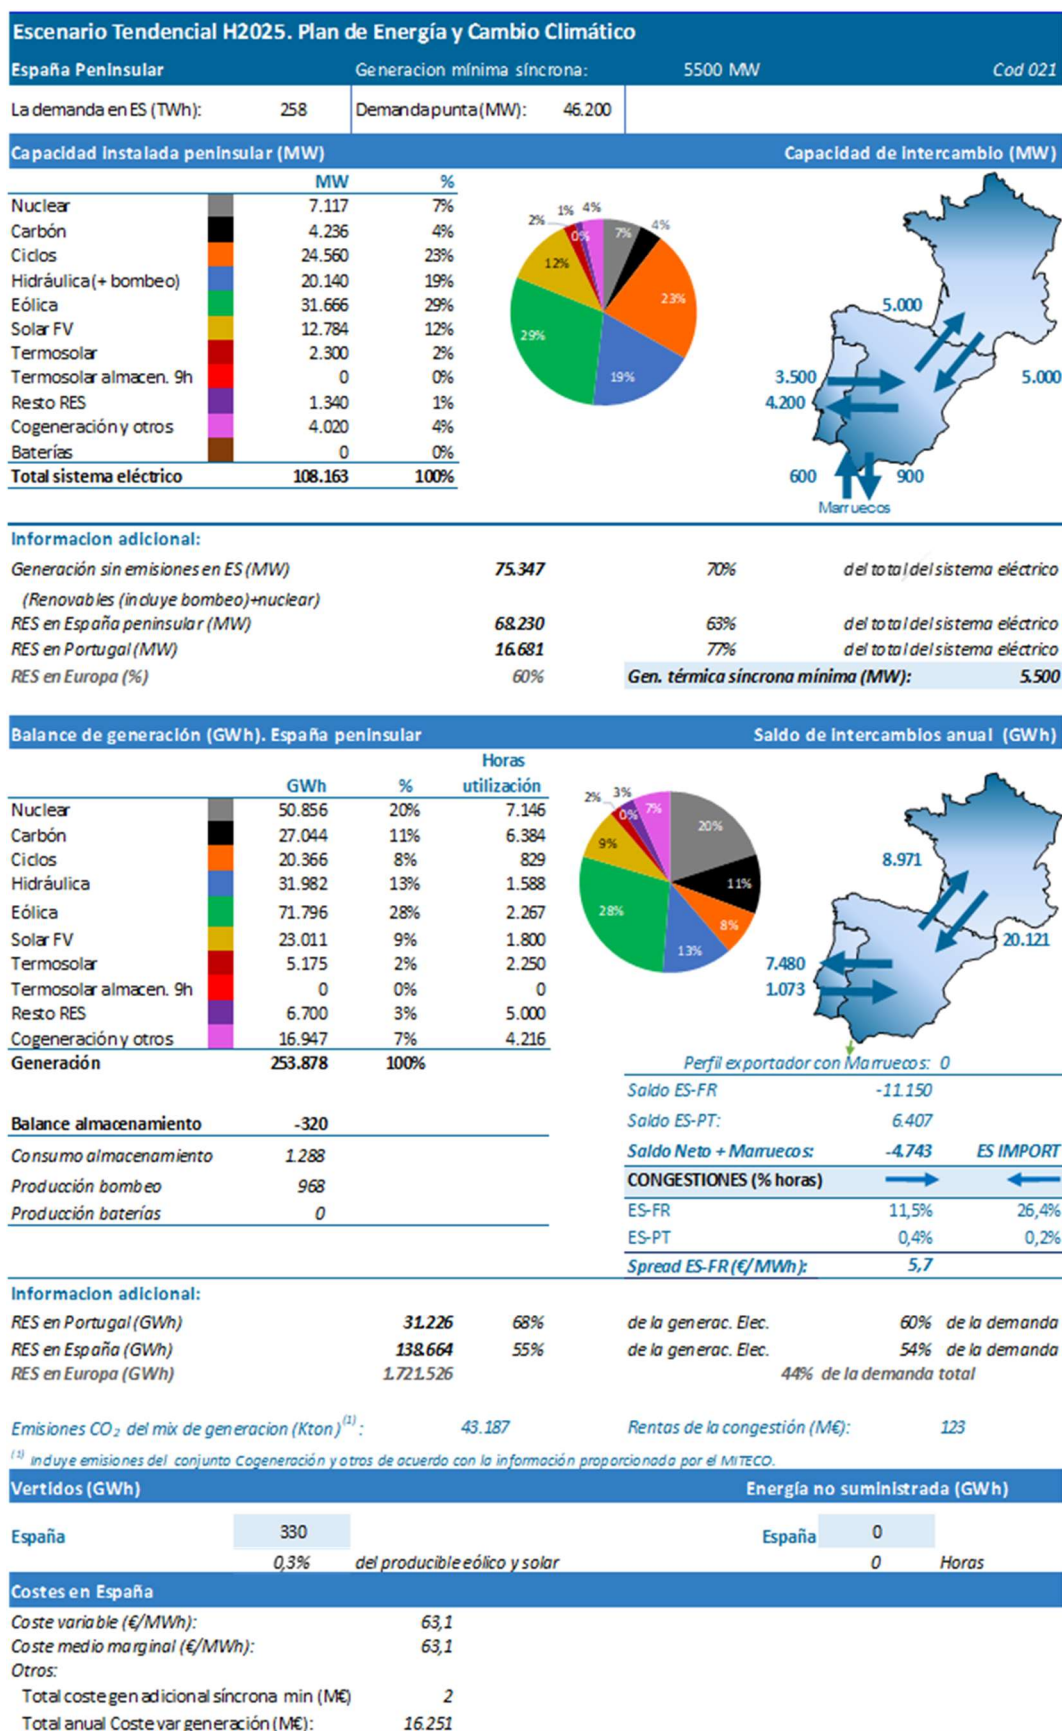 Escenario Tendencial H2025. Plan de Energía y Cambio Climático
España Peninsular Generacion mínima síncrona: 5500 MW Cod 021
La demanda en ES (TWh): 258 Demanda punta (MW): 46.200
Capacidad instalada peninsular (MW) Capacidad de intercambio (MW)
MW %
Nuclear 7.117 7%
Carbón 4.236 4%
Ciclos 24.560 23%
Hidráulica (+ bombeo) 20.140 19%
Eólica 31.666 29%
Solar FV 12.784 12%
Termosolar 2.300 2%
Termosolar almacen. 9h 0 0%
Resto RES 1.340 1%
Cogeneración y otros 4.020 4%
Baterías 0 0%
Total sistema eléctrico 108.163 100%
2% 1% 4%
0% 7% 4%
12%
23%
29%
19%
5.000
3.500 5.000
4.200
600 900
Marruecos
Informacion adicional:
Generación sin emisiones en ES (MW) 75.347 70% del total del sistema eléctrico
(Renovables (incluye bombeo)+nuclear)
RES en España peninsular (MW) 68.230 63% del total del sistema eléctrico
RES en Portugal (MW) 16.681 77% del total del sistema eléctrico
RES en Europa (%) 60% Gen. térmica síncrona mínima (MW): 5.500
Balance de generación (GWh). España peninsular Saldo de intercambios anual (GWh)
Horas
GWh % utilización
Nuclear 50.856 20% 7.146
Carbón 27.044 11% 6.384
Ciclos 20.366 8% 829
Hidráulica 31.982 13% 1.588
Eólica 71.796 28% 2.267
Solar FV 23.011 9% 1.800
Termosolar 5.175 2% 2.250
Termosolar almacen. 9h 0 0% 0
Resto RES 6.700 3% 5.000
Cogeneración y otros 16.947 7% 4.216
Generación 253.878 100%
2% 3% 7%
0% 20%
9%
11%
28%
8%
13%
8.971
20.121
7.480
1.073
Perfil exportador con Marruecos: 0
Saldo ES-FR -11.150
Saldo ES-PT: 6.407
Saldo Neto + Marruecos: -4.743 ES IMPORT
CONGESTIONES (% horas)
ES-FR 11,5% 26,4%
ES-PT 0,4% 0,2%
Spread ES-FR (€/MWh): 5,7
Balance almacenamiento -320
Consumo almacenamiento 1.288
Producción bombeo 968
Producción baterías 0
Informacion adicional:
RES en Portugal (GWh) 31.226 68% de la generac. Elec. 60% de la demanda
RES en España (GWh) 138.664 55% de la generac. Elec. 54% de la demanda
RES en Europa (GWh) 1.721.526 44% de la demanda total
Emisiones CO₂ del mix de generacion (Kton) (1) : 43.187 Rentas de la congestión (M€): 123
(1) Incluye emisiones del conjunto Cogeneración y otros de acuerdo con la información proporcionada por el MITECO.
Vertidos (GWh) Energía no suministrada (GWh)
España 330 España 0
0,3% del producible eólico y solar 0 Horas
Costes en España
Coste variable (€/MWh): 63,1
Coste medio marginal (€/MWh): 63,1
Otros:
Total coste gen adicional síncrona min (M€) 2
Total anual Coste var generación (M€): 16.251